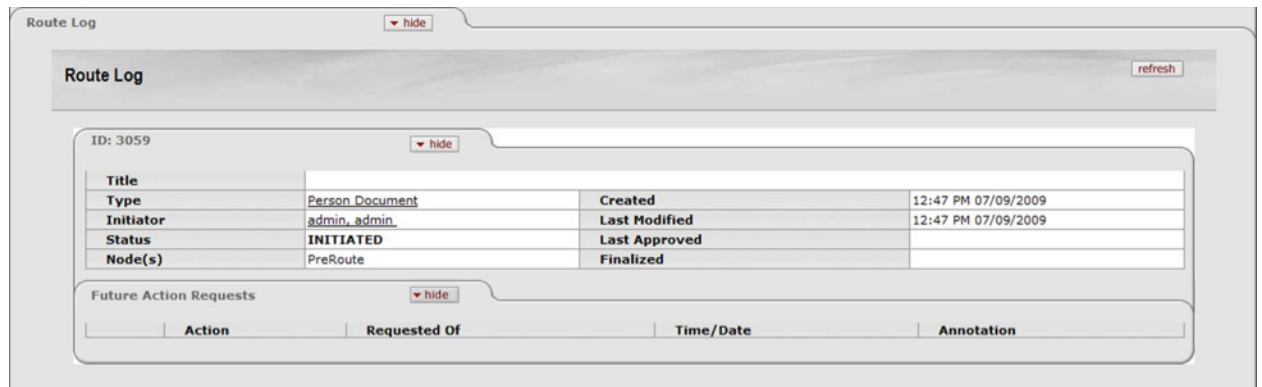 Route Log hide
Route Log refresh
ID: 3059 hide
Title
Type Person Document Created 12:47 PM 07/09/2009
Initiator admin, admin Last Modified 12:47 PM 07/09/2009
Status INITIATED Last Approved
Node(s) PreRoute Finalized
Future Action Requests hide
Action Requested Of Time/Date Annotation